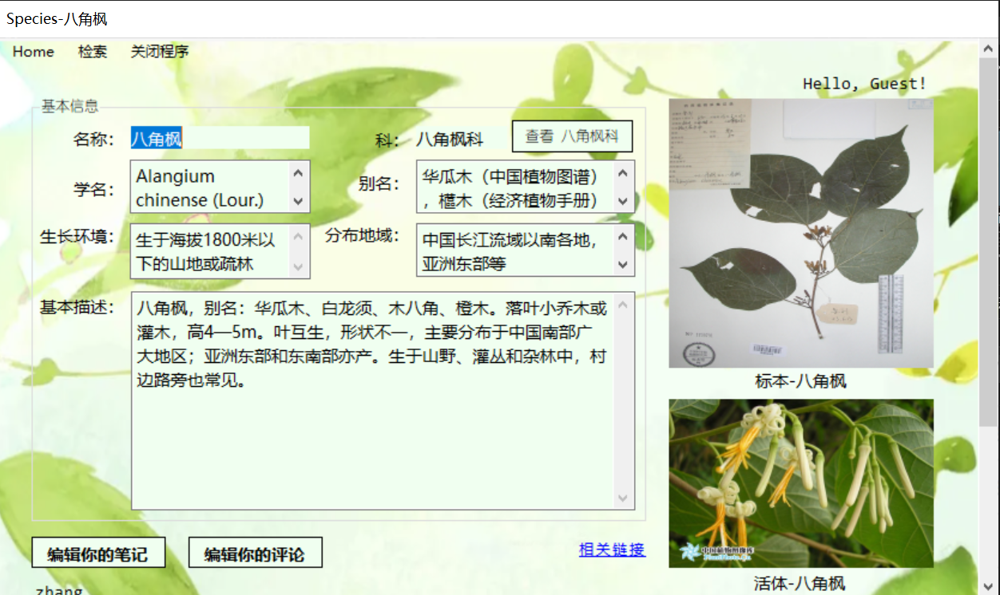 Species-八角枫
Home 检索 关闭程序
Hello, Guest!
基本信息
名称： 八角枫
科： 八角枫科 查看 八角枫科
学名： Alangium
chinense (Lour.)
别名： 华瓜木（中国植物图谱）
，櫙木（经济植物手册）
生长环境： 生于海拔1800米以
下的山地或疏林
分布地域： 中国长江流域以南各地，
亚洲东部等
基本描述： 八角枫，别名：华瓜木、白龙须、木八角、橙木。落叶小乔木或
灌木，高4—5m。叶互生，形状不一，主要分布于中国南部广
大地区；亚洲东部和东南部亦产。生于山野、灌丛和杂林中，村
边路旁也常见。
标本-八角枫
中国植物图像库
活体-八角枫
编辑你的笔记 编辑你的评论 相关链接
zhang